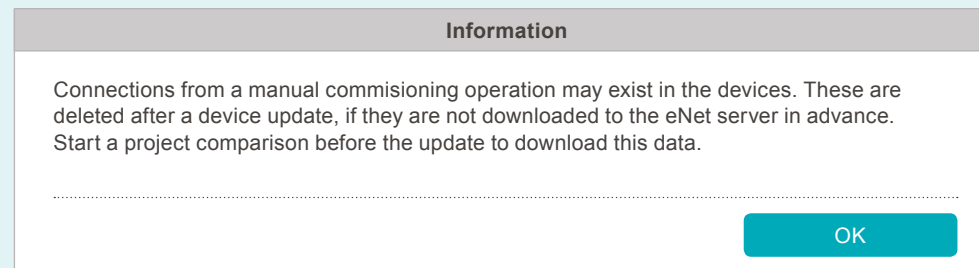 Information
Connections from a manual commisioning operation may exist in the devices. These are
deleted after a device update, if they are not downloaded to the eNet server in advance.
Start a project comparison before the update to download this data.
OK